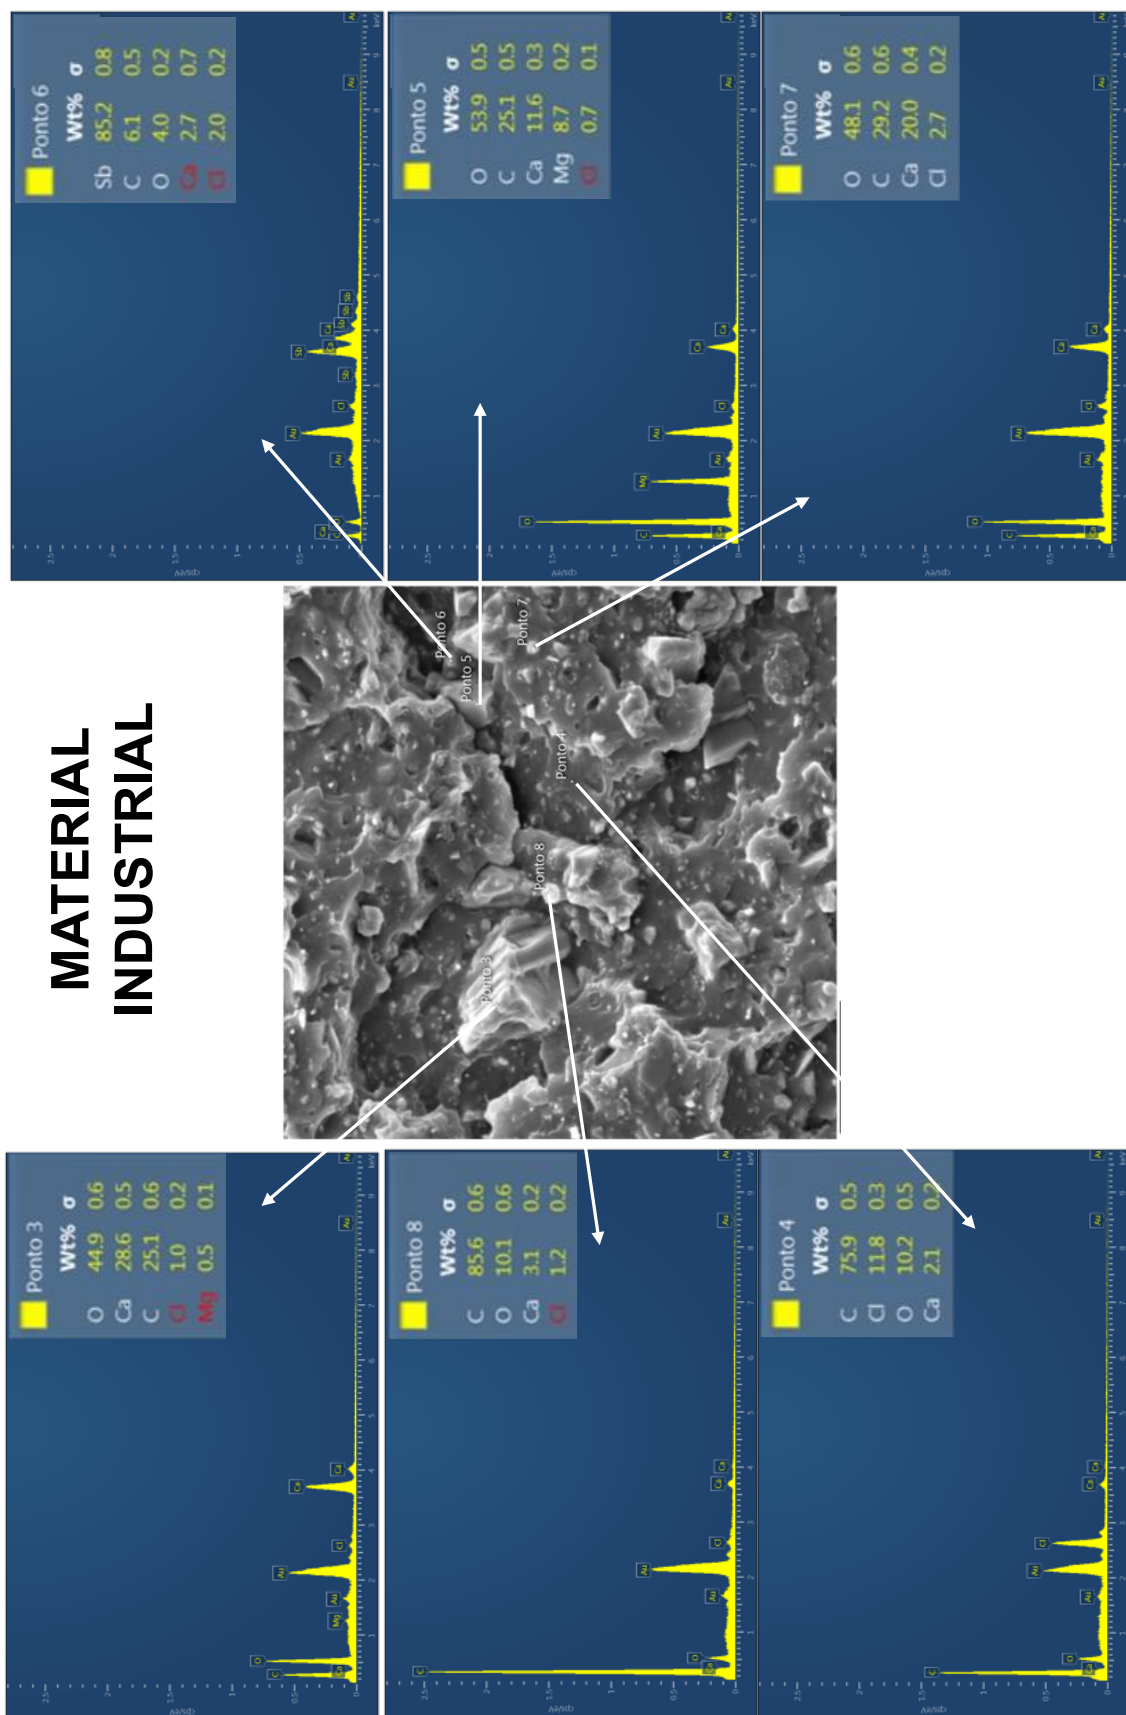 MATERIAL
INDUSTRIAL
Ponto 3
Wt% σ
O 44.9 0.6
Ca 28.6 0.5
C 25.1 0.6
Cl 1.0 0.2
Mg 0.5 0.1
Ponto 8
Wt% σ
C 85.6 0.6
O 10.1 0.6
Ca 3.1 0.2
Cl 1.2 0.2
Ponto 4
Wt% σ
C 75.9 0.5
Cl 11.8 0.3
O 10.2 0.5
Ca 2.1 0.2
Ponto 3
Ponto 8
Ponto 4
Ponto 5
Ponto 6
Ponto 7
Ponto 6
Wt% σ
Sb 85.2 0.8
C 6.1 0.5
O 4.0 0.2
Ca 2.7 0.7
Cl 2.0 0.2
Ponto 5
Wt% σ
O 53.9 0.5
C 25.1 0.5
Ca 11.6 0.3
Mg 8.7 0.2
Cl 0.7 0.1
Ponto 7
Wt% σ
O 48.1 0.6
C 29.2 0.6
Ca 20.0 0.4
Cl 2.7 0.2